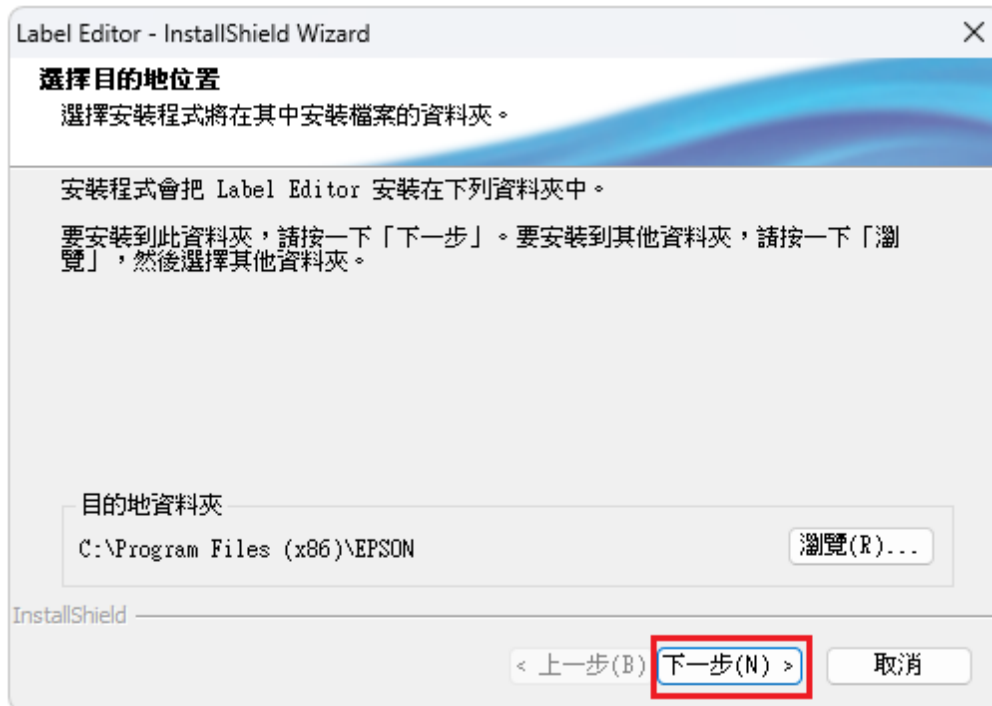 Label Editor - InstallShield Wizard
選擇目的地位置
選擇安裝程式將在其中安裝檔案的資料夾。
安裝程式會把 Label Editor 安裝在下列資料夾中。
要安裝到此資料夾，請按一下「下一步」。要安裝到其他資料夾，請按一下「瀏
覽」，然後選擇其他資料夾。
目的地資料夾
C:\Program Files (x86)\EPSON
瀏覽(R)...
InstallShield
< 上一步(B) 下一步(N) > 取消